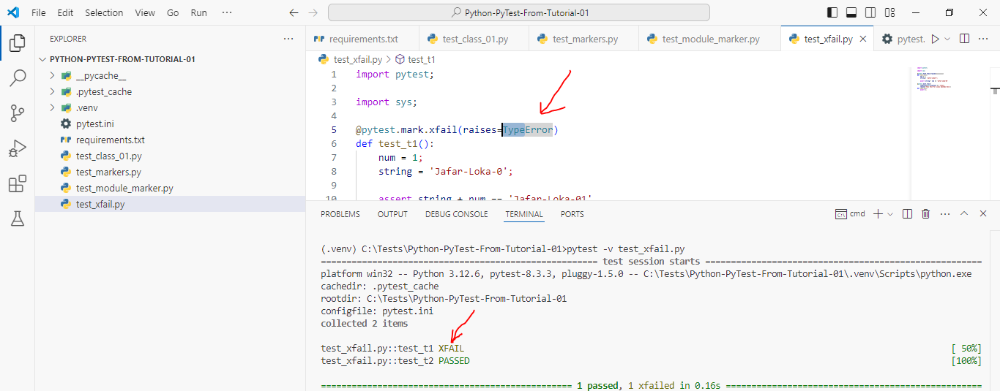 File Edit Selection View Go Run ··· Python-PyTest-From-Tutorial-01
EXPLORER ···
PYTHON-PYTEST-FROM-TUTORIAL-01
__pycache__
.pytest_cache
.venv
pytest.ini
requirements.txt
test_class_01.py
test_markers.py
test_module_marker.py
test_xfail.py
requirements.txt test_class_01.py test_markers.py test_module_marker.py test_xfail.py pytest. ···
test_xfail.py > test_t1
1 import pytest;
2
3 import sys;
4
5 @pytest.mark.xfail(raises=TypeError)
6 def test_t1():
7 num = 1;
8 string = 'Jafar-Loka-0';
9
10 assert string + num == 'Jafar-Loka-01'
PROBLEMS OUTPUT DEBUG CONSOLE TERMINAL PORTS cmd ···
(.venv) C:\Tests\Python-PyTest-From-Tutorial-01>pytest -v test_xfail.py
======================================================= test session starts =======================================================
platform win32 -- Python 3.12.6, pytest-8.3.3, pluggy-1.5.0 -- C:\Tests\Python-PyTest-From-Tutorial-01\.venv\Scripts\python.exe
cachedir: .pytest_cache
rootdir: C:\Tests\Python-PyTest-From-Tutorial-01
configfile: pytest.ini
collected 2 items
test_xfail.py::test_t1 XFAIL [ 50%]
test_xfail.py::test_t2 PASSED [100%]
================================================== 1 passed, 1 xfailed in 0.16s ===================================================